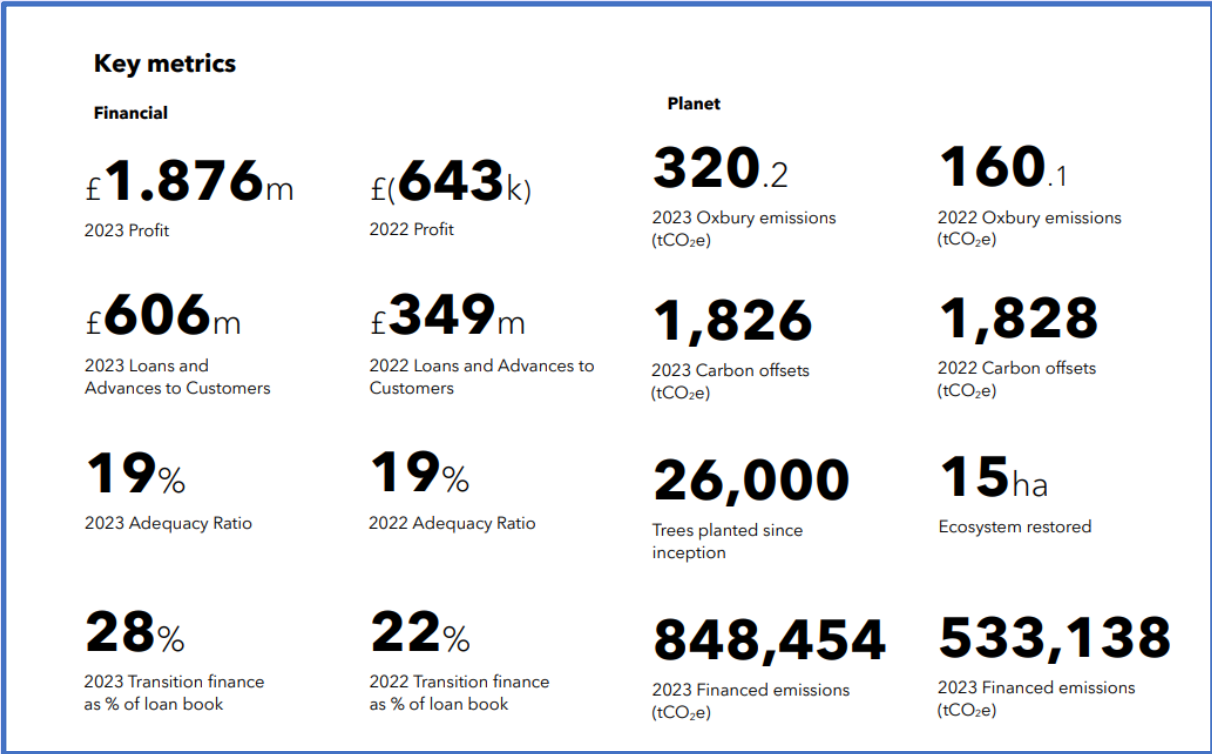 Key metrics
Financial
£1.876m
2023 Profit
£(643k)
2022 Profit
£606m
2023 Loans and
Advances to Customers
£349m
2022 Loans and Advances to
Customers
19%
2023 Adequacy Ratio
19%
2022 Adequacy Ratio
28%
2023 Transition finance
as % of loan book
22%
2022 Transition finance
as % of loan book
Planet
320.2
2023 Oxbury emissions
(tCO₂e)
160.1
2022 Oxbury emissions
(tCO₂e)
1,826
2023 Carbon offsets
(tCO₂e)
1,828
2022 Carbon offsets
(tCO₂e)
26,000
Trees planted since
inception
15ha
Ecosystem restored
848,454
2023 Financed emissions
(tCO₂e)
533,138
2023 Financed emissions
(tCO₂e)